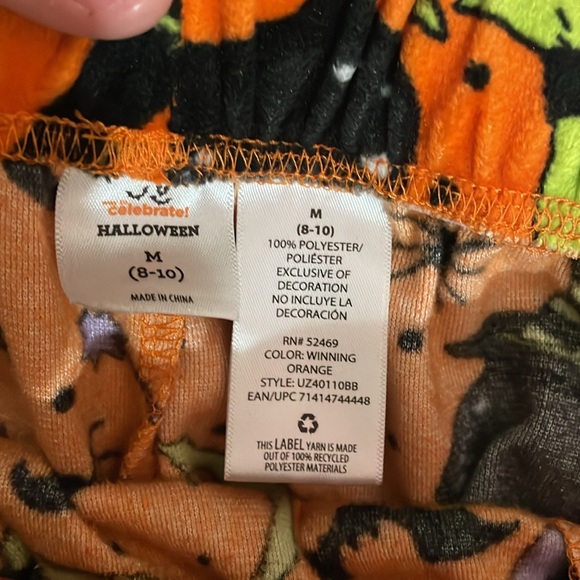 celebrate!
HALLOWEEN
M
(8-10)
MADE IN CHINA
M
(8-10)
100% POLYESTER/
POLIÉSTER
EXCLUSIVE OF
DECORATION
NO INCLUYE LA
DECORACIÓN
RN# 52469
COLOR: WINNING
ORANGE
STYLE: UZ40110BB
EAN/UPC 71414744448
THIS LABEL YARN IS MADE
OUT OF 100% RECYCLED
POLYESTER MATERIALS